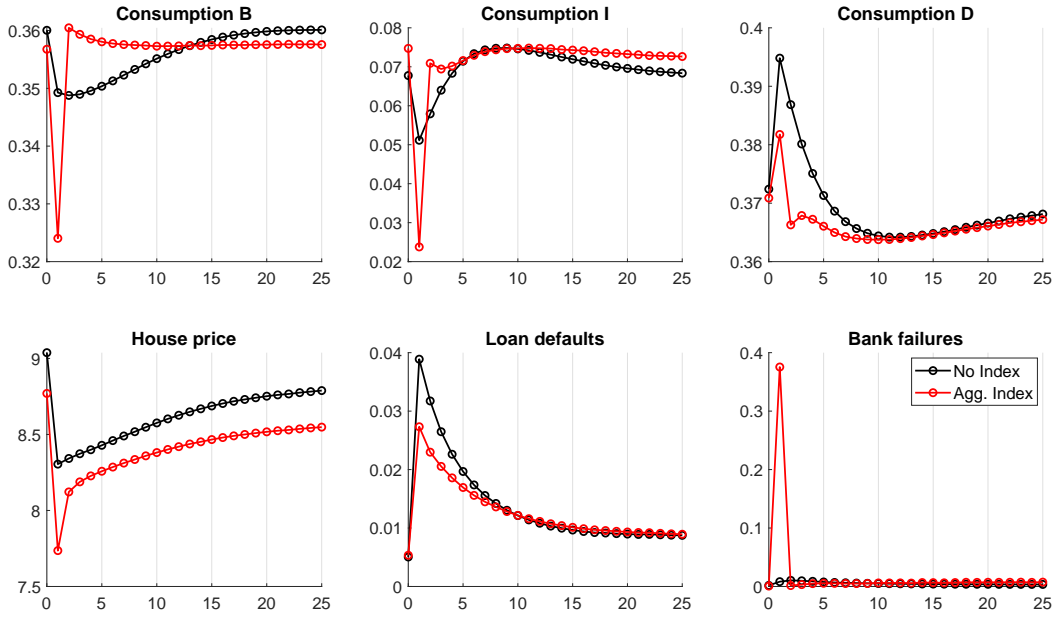 Consumption B
0.36
0.35
0.34
0.33
0.32
0 5 10 15 20 25
Consumption I
0.08
0.07
0.06
0.05
0.04
0.03
0.02
0 5 10 15 20 25
Consumption D
0.4
0.39
0.38
0.37
0.36
0 5 10 15 20 25
House price
9
8.5
8
7.5
0 5 10 15 20 25
Loan defaults
0.04
0.03
0.02
0.01
0
0 5 10 15 20 25
Bank failures
0.4
0.3
0.2
0.1
0
0 5 10 15 20 25
No Index
Agg. Index